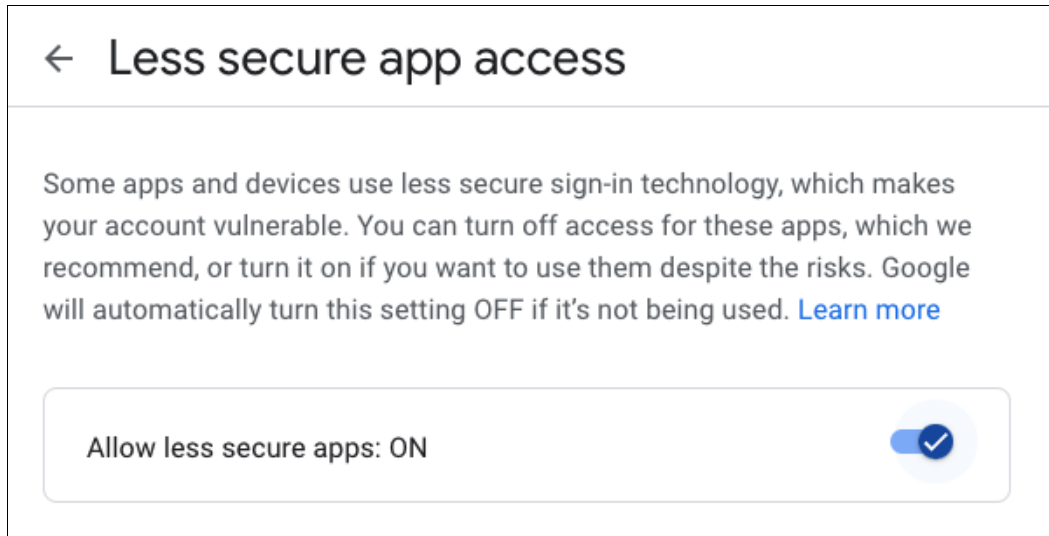 Less secure app access
Some apps and devices use less secure sign-in technology, which makes
your account vulnerable. You can turn off access for these apps, which we
recommend, or turn it on if you want to use them despite the risks. Google
will automatically turn this setting OFF if it’s not being used. Learn more
Allow less secure apps: ON